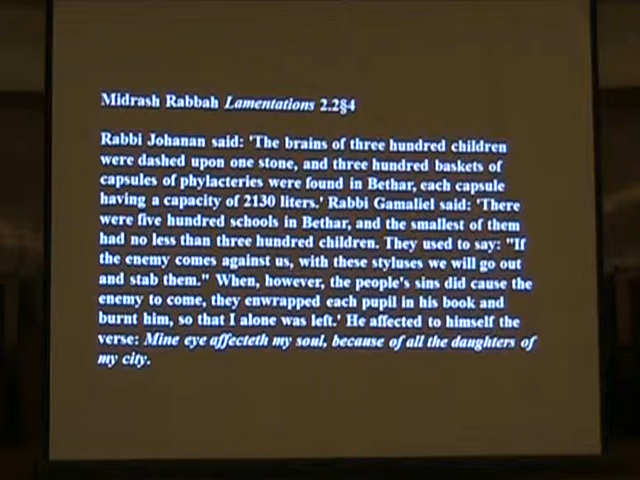 Midrash Rabbah Lamentations 2.2§4
Rabbi Johanan said: 'The brains of three hundred children
were dashed upon one stone, and three hundred baskets of
capsules of phylacteries were found in Bethar, each capsule
having a capacity of 2130 liters.' Rabbi Gamaliel said: 'There
were five hundred schools in Bethar, and the smallest of them
had no less than three hundred children. They used to say: "If
the enemy comes against us, with these styluses we will go out
and stab them." When, however, the people's sins did cause the
enemy to come, they enwrapped each pupil in his book and
burnt him, so that I alone was left.' He affected to himself the
verse: Mine eye affecteth my soul, because of all the daughters of
my city.